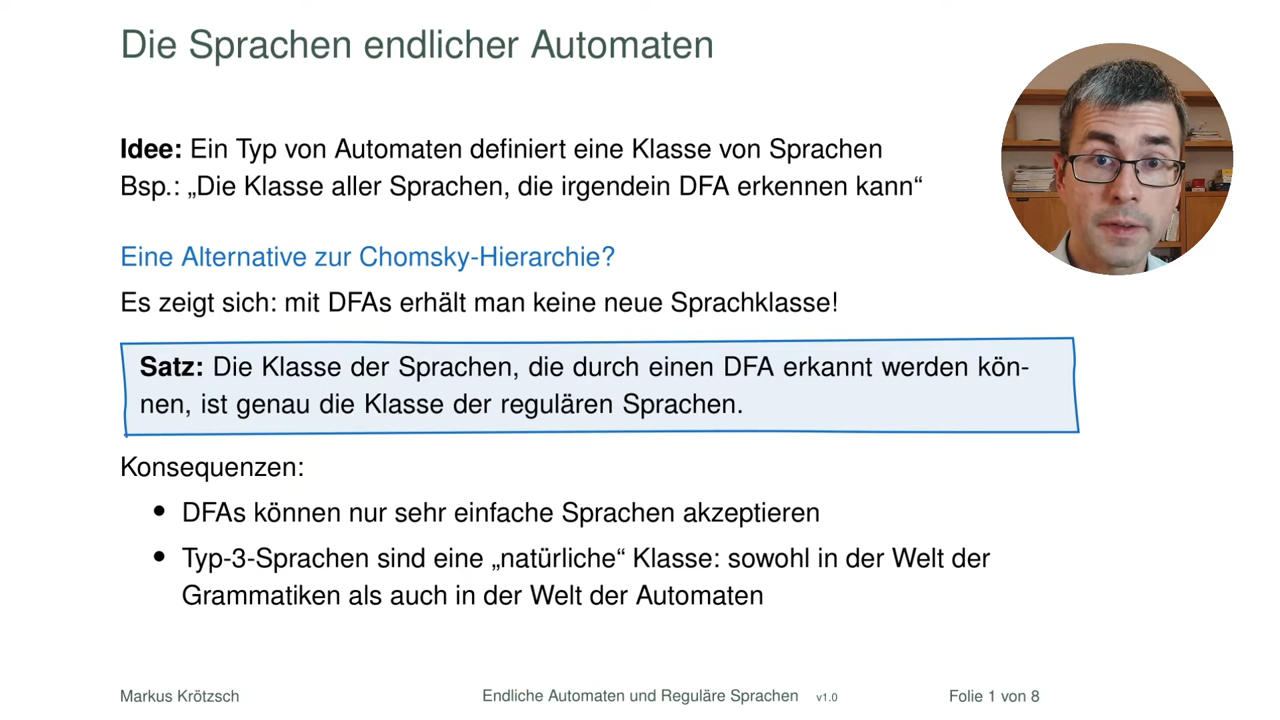 Die Sprachen endlicher Automaten
Idee: Ein Typ von Automaten definiert eine Klasse von Sprachen
Bsp.: „Die Klasse aller Sprachen, die irgendein DFA erkennen kann“
Eine Alternative zur Chomsky-Hierarchie?
Es zeigt sich: mit DFAs erhält man keine neue Sprachklasse!
Satz: Die Klasse der Sprachen, die durch einen DFA erkannt werden kön-
nen, ist genau die Klasse der regulären Sprachen.
Konsequenzen:
• DFAs können nur sehr einfache Sprachen akzeptieren
• Typ-3-Sprachen sind eine „natürliche“ Klasse: sowohl in der Welt der
Grammatiken als auch in der Welt der Automaten
Markus Krötzsch Endliche Automaten und Reguläre Sprachen v1.0 Folie 1 von 8